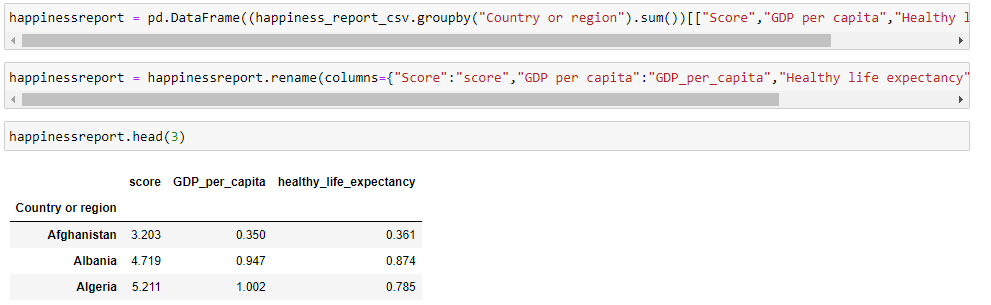 happinessreport = pd.DataFrame((happiness_report_csv.groupby("Country or region").sum())[["Score","GDP per capita","Healthy l
happinessreport = happinessreport.rename(columns={"Score":"score","GDP per capita":"GDP_per_capita","Healthy life expectancy"
happinessreport.head(3)
score GDP_per_capita healthy_life_expectancy
Country or region
Afghanistan 3.203 0.350 0.361
Albania 4.719 0.947 0.874
Algeria 5.211 1.002 0.785